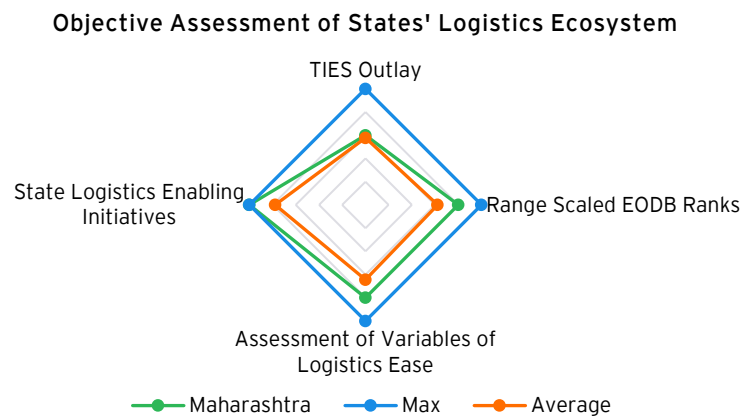 Objective Assessment of States' Logistics Ecosystem
TIES Outlay
State Logistics Enabling
Initiatives
Range Scaled EODB Ranks
Assessment of Variables of
Logistics Ease
Maharashtra
Max
Average